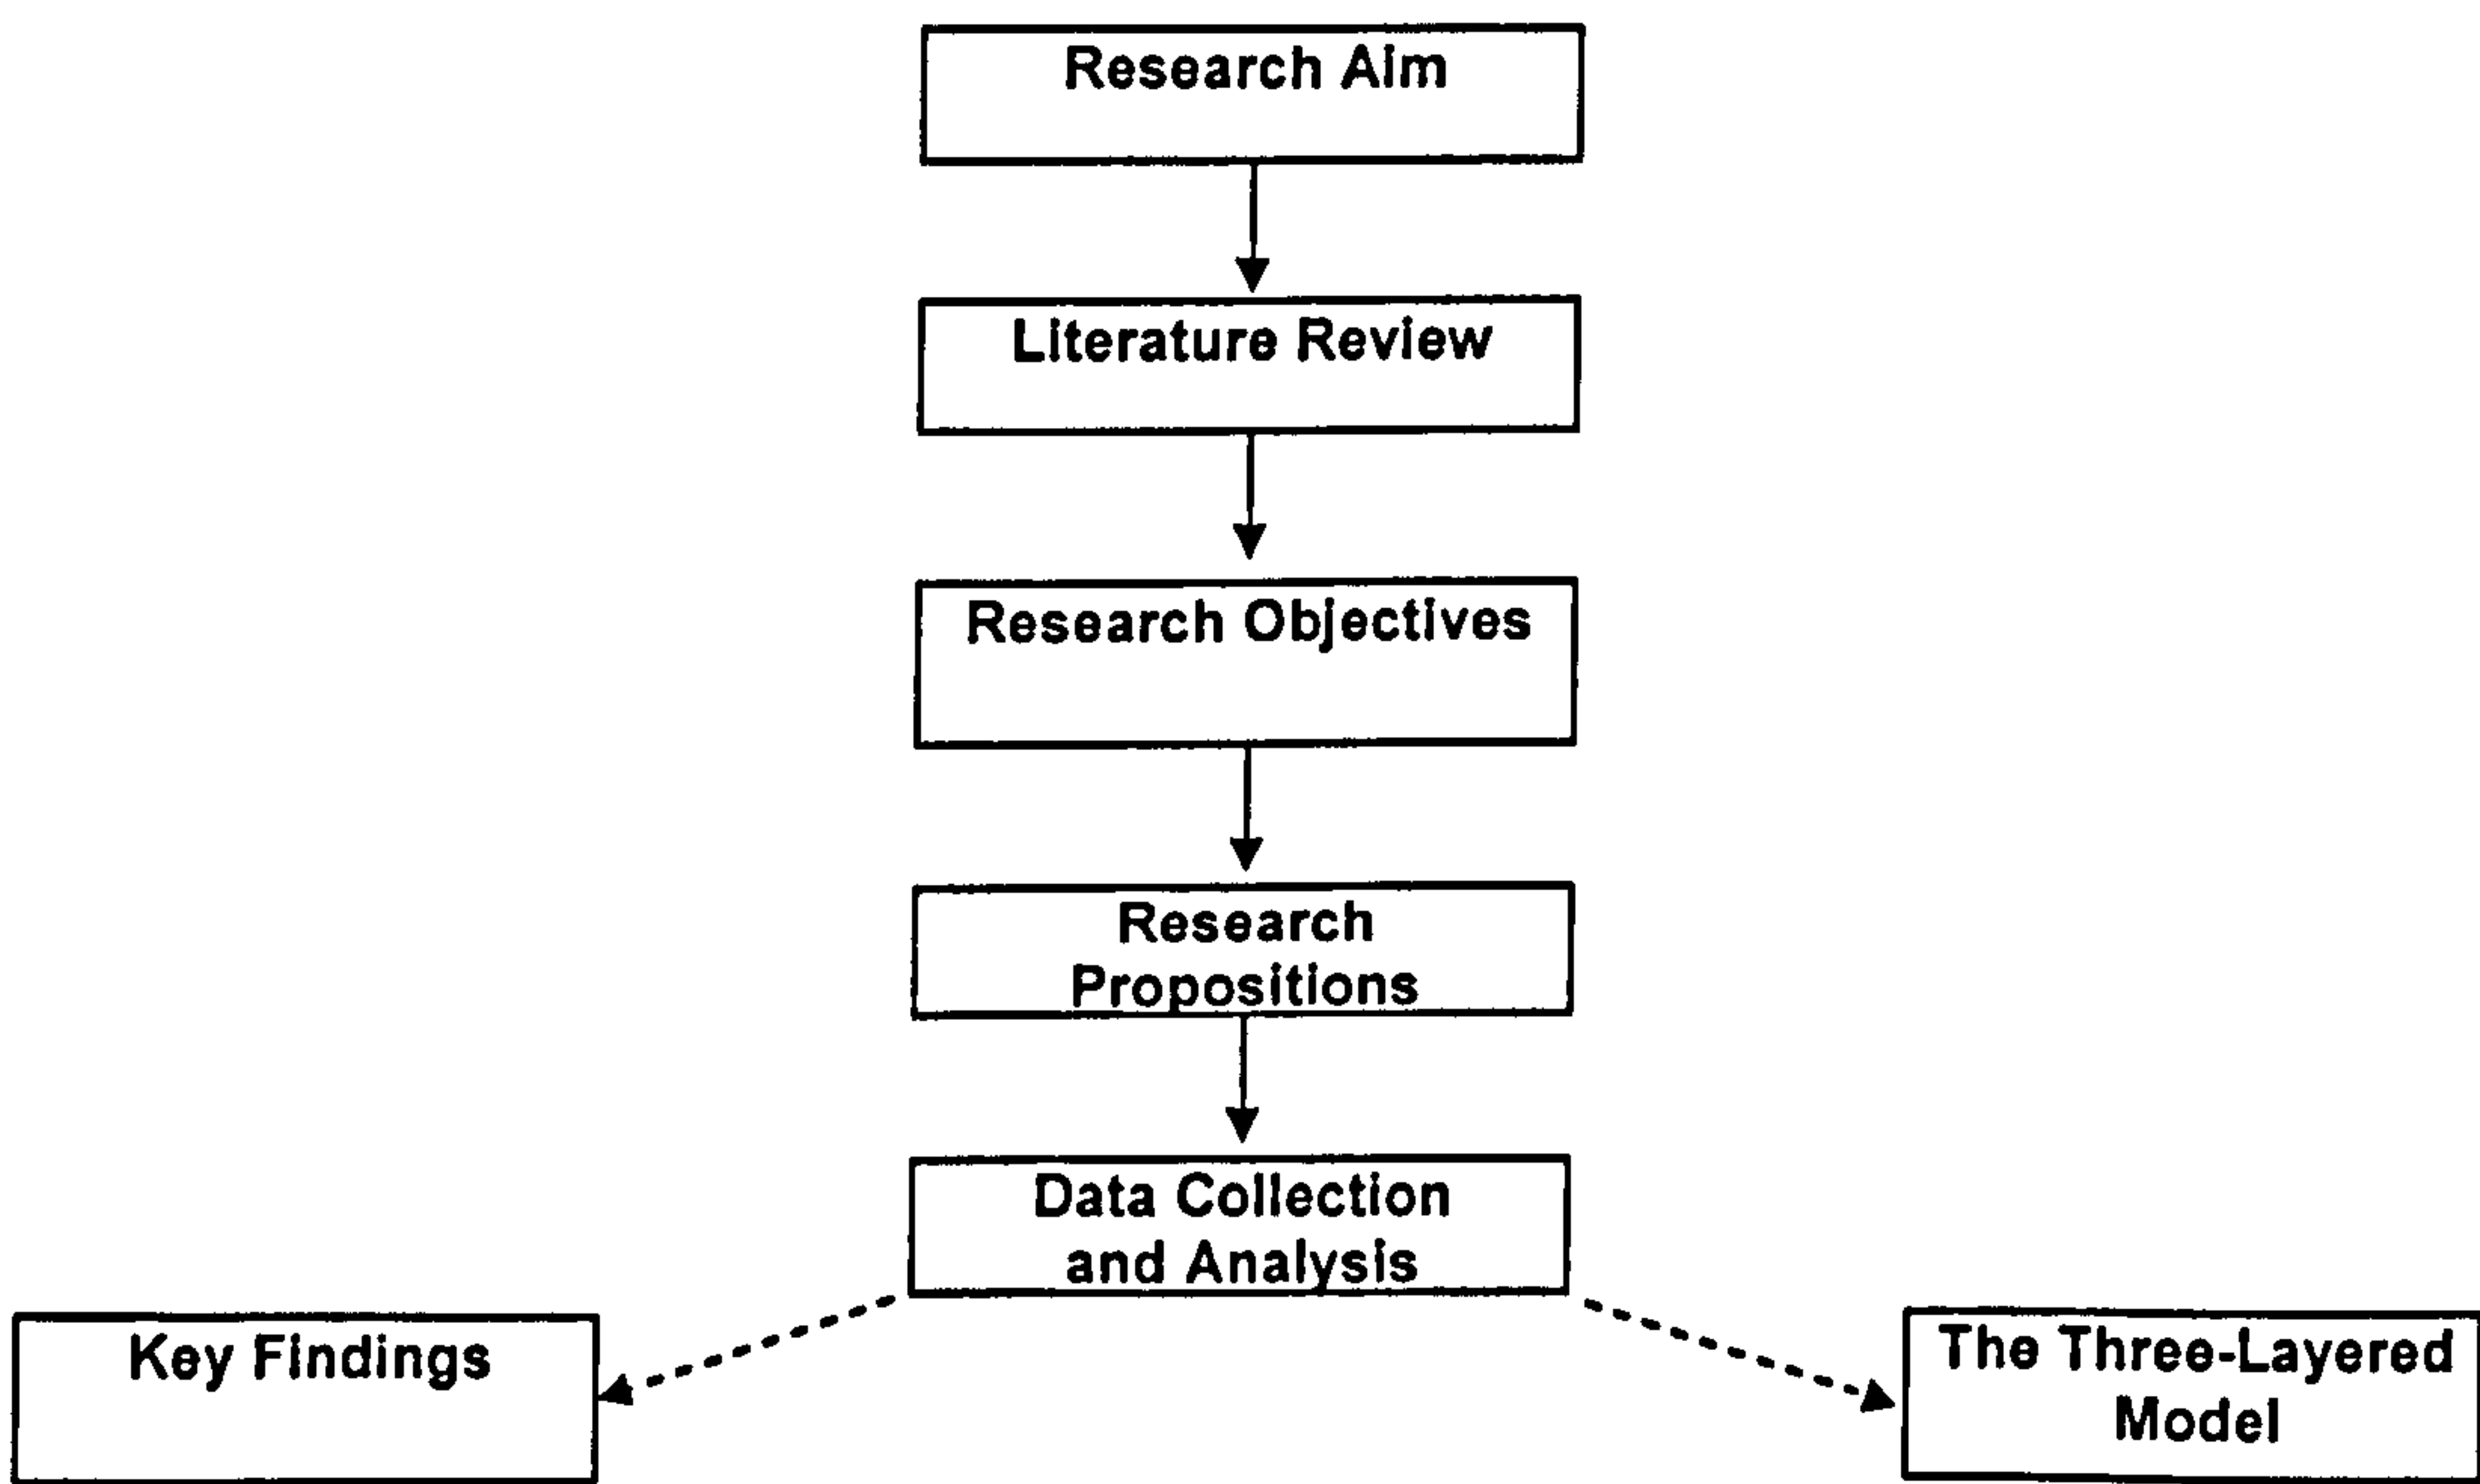 Research Aim
Literature Review
Research Objectives
Research
Propositions
Data Collection
and Analysis
Key Findings
The Three-Layered
Model